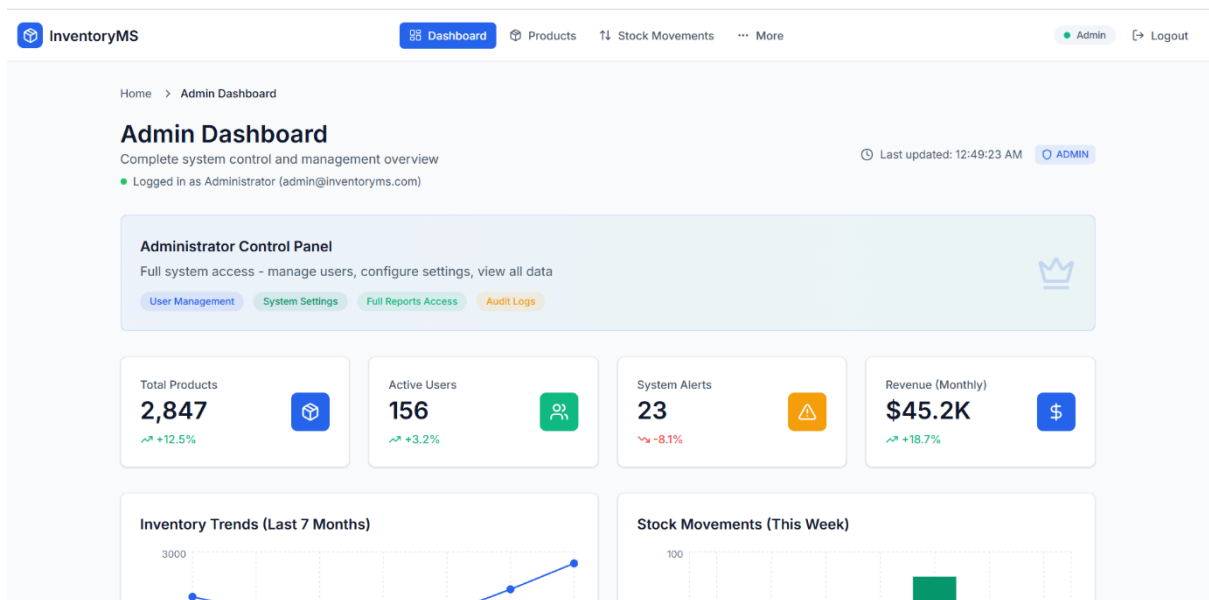 InventoryMS
Dashboard
Products
Stock Movements
More
Admin
Logout
Home > Admin Dashboard
Admin Dashboard
Complete system control and management overview
Logged in as Administrator (admin@inventoryms.com)
Last updated: 12:49:23 AM
ADMIN
Administrator Control Panel
Full system access - manage users, configure settings, view all data
User Management
System Settings
Full Reports Access
Audit Logs
Total Products
2,847
+12.5%
Active Users
156
+3.2%
System Alerts
23
-8.1%
Revenue (Monthly)
$45.2K
+18.7%
Inventory Trends (Last 7 Months)
3000
Stock Movements (This Week)
100